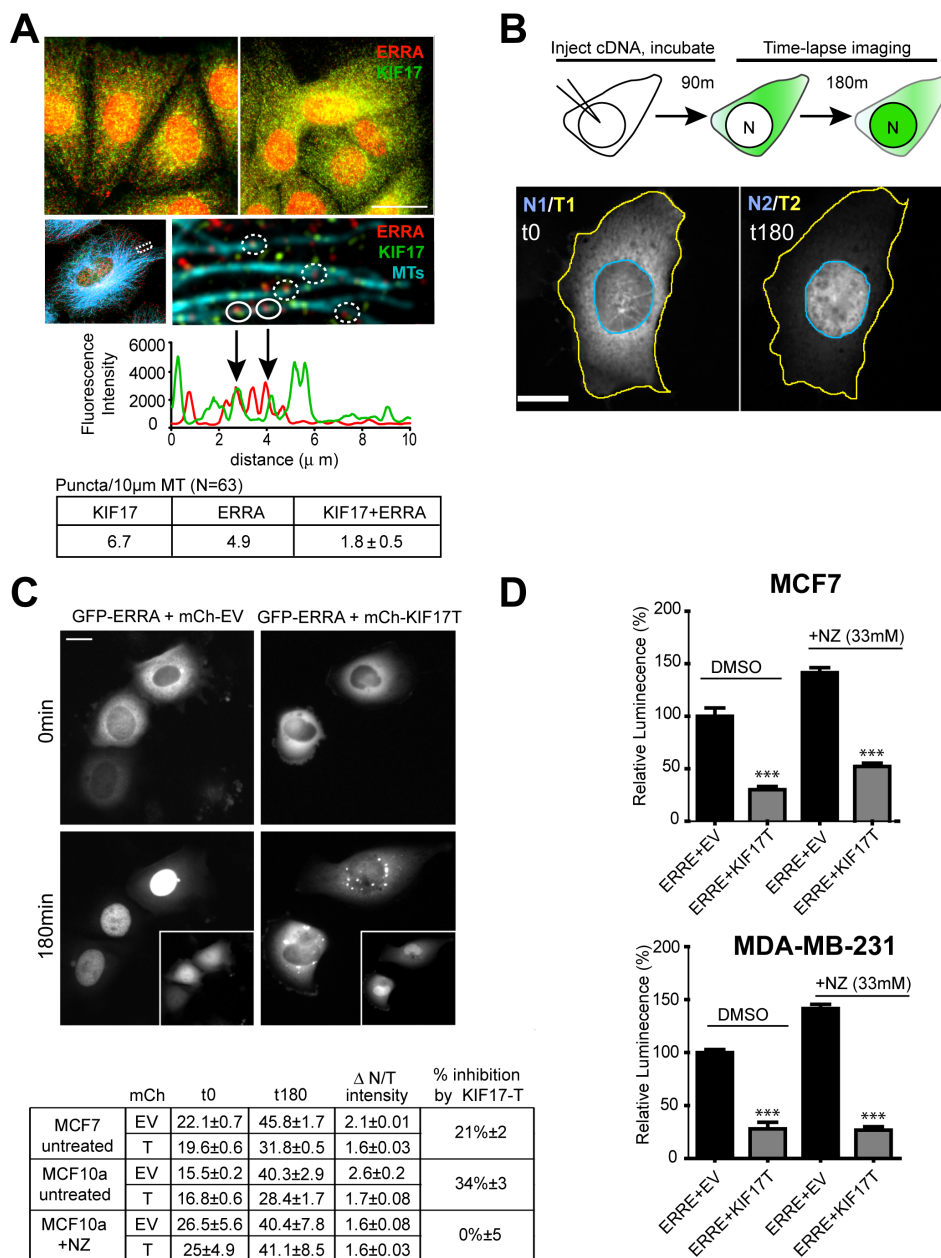 A
ERRA
KIF17
ERRA
KIF17
MTs
Fluorescence
Intensity
6000
4000
2000
0
0 2 4 6 8 10
distance (μ m)
Puncta/10μm MT (N=63)
KIF17 ERRA KIF17+ERRA
6.7 4.9 1.8 ± 0.5
B
Inject cDNA, incubate Time-lapse imaging
90m 180m
N N
N1/T1 N2/T2
t0 t180
C
GFP-ERRA + mCh-EV GFP-ERRA + mCh-KIF17T
0min
180min
mCh t0 t180 Δ N/T intensity % inhibition by KIF17-T
MCF7 untreated EV 22.1±0.7 45.8±1.7 2.1±0.01 21%±2
T 19.6±0.6 31.8±0.5 1.6±0.03
MCF10a untreated EV 15.5±0.2 40.3±2.9 2.6±0.2 34%±3
T 16.8±0.6 28.4±1.7 1.7±0.08
MCF10a +NZ EV 26.5±5.6 40.4±7.8 1.6±0.08 0%±5
T 25±4.9 41.1±8.5 1.6±0.03
D
MCF7
Relative Luminecence (%)
200
150
100
50
0
DMSO
+NZ (33mM)
*** ***
ERRE+EV ERRE+KIF17T ERRE+EV ERRE+KIF17T
MDA-MB-231
Relative Luminecence (%)
200
150
100
50
0
DMSO
+NZ (33mM)
*** ***
ERRE+EV ERRE+KIF17T ERRE+EV ERRE+KIF17T